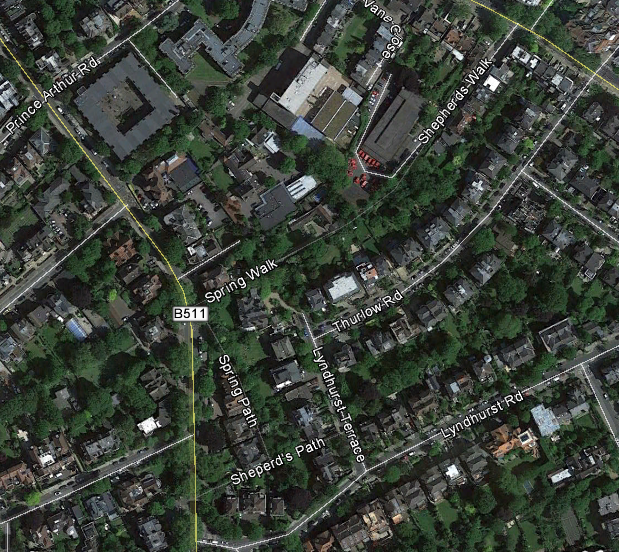 Vane Close
Prince Arthur Rd
Shepherds Walk
Spring Walk
B511
Thurlow Rd
Lyndhurst Terrace
Spring Path
Lyndhurst Rd
Sheperd's Path